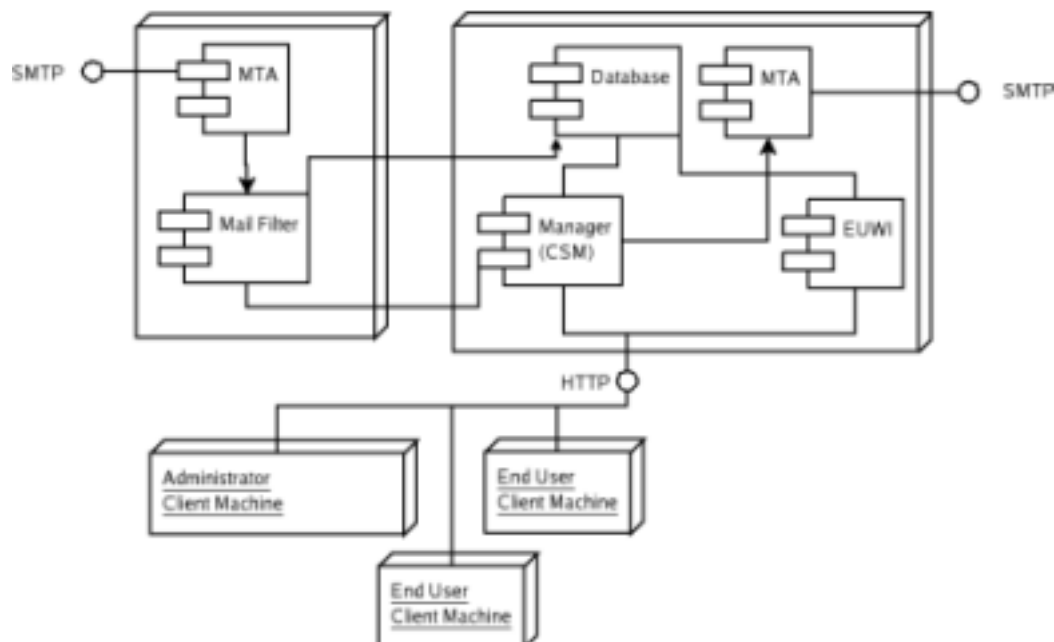 SMTP
MTA
Mail Filter
Database
MTA
SMTP
Manager
(CSM)
EUWI
HTTP
Administrator
Client Machine
End User
Client Machine
End User
Client Machine